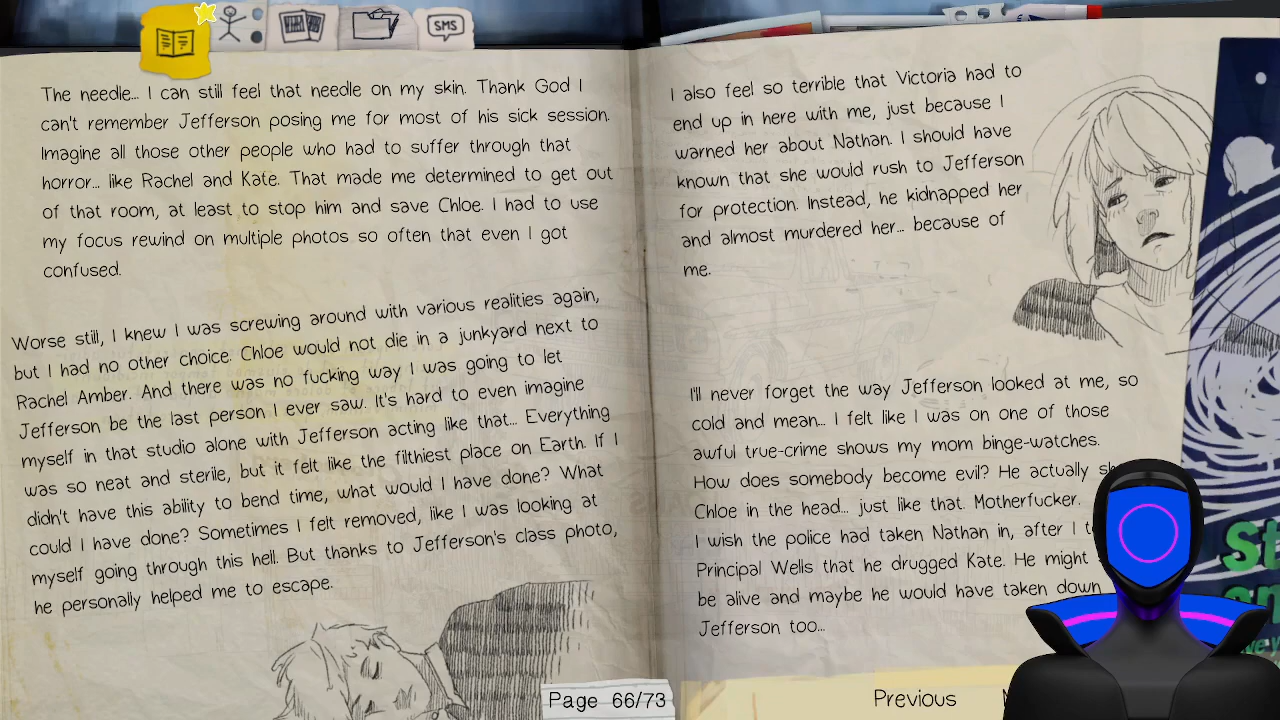 SMS
The needle... I can still feel that needle on my skin. Thank God I
can't remember Jefferson posing me for most of his sick session.
Imagine all those other people who had to suffer through that
horror... like Rachel and Kate. That made me determined to get out
of that room, at least to stop him and save Chloe. I had to use
my focus rewind on multiple photos so often that even I got
confused.
Worse still, I knew I was screwing around with various realities again,
but I had no other choice. Chloe would not die in a junkyard next to
Rachel Amber. And there was no fucking way I was going to let
Jefferson be the last person I ever saw. It's hard to even imagine
myself in that studio alone with Jefferson acting like that... Everything
was so neat and sterile, but it felt like the filthiest place on Earth. If I
didn't have this ability to bend time, what would I have done? What
could I have done? Sometimes I felt removed, like I was looking at
myself going through this hell. But thanks to Jefferson's class photo,
he personally helped me to escape.
I also feel so terrible that Victoria had to
end up in here with me, just because I
warned her about Nathan. I should have
known that she would rush to Jefferson
for protection. Instead, he kidnapped her
and almost murdered her... because of
me.
I'll never forget the way Jefferson looked at me, so
cold and mean... I felt like I was on one of those
awful true-crime shows my mom binge-watches.
How does somebody become evil? He actually
Chloe in the head... just like that. Motherfucker.
I wish the police had taken Nathan in, after I
Principal Wells that he drugged Kate. He might
be alive and maybe he would have taken down
Jefferson too...
Page 66/73
Previous